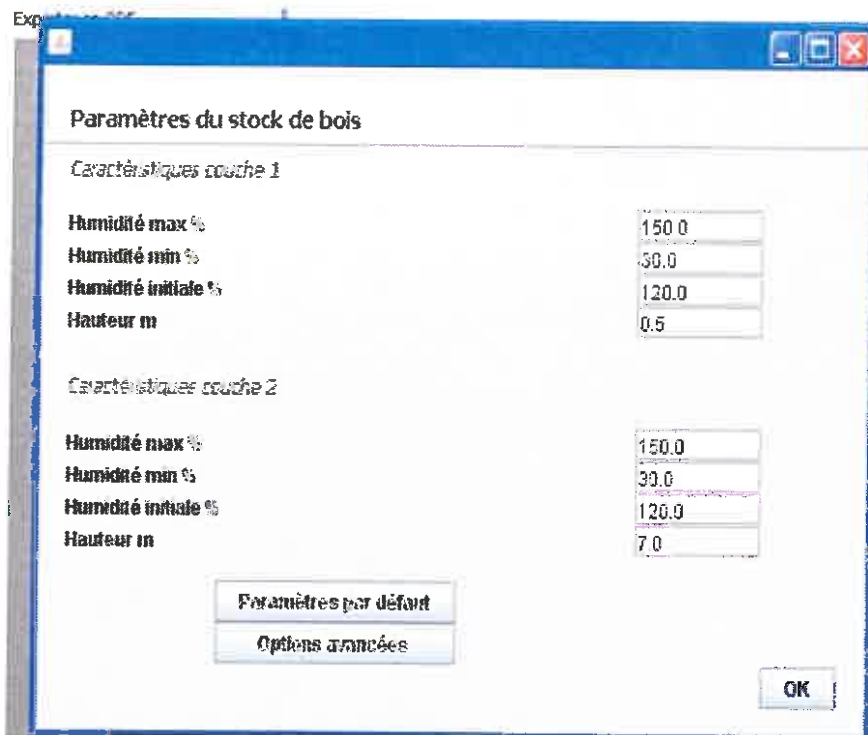 Paramètres du stock de bois
Caractéristiques couche 1
Humidité max % 150.0
Humidité min % 30.0
Humidité initiale % 120.0
Hauteur m 0.5
Caractéristiques couche 2
Humidité max % 150.0
Humidité min % 30.0
Humidité initiale % 120.0
Hauteur m 7.0
Paramètres par défaut
Options avancées
OK